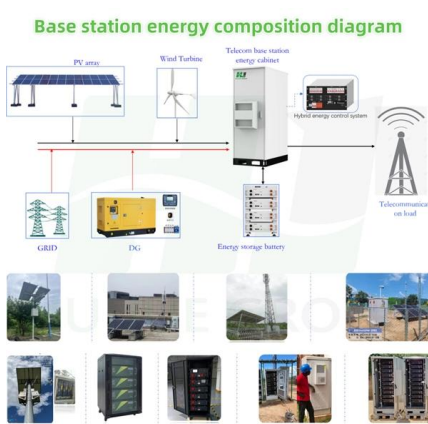 Base station energy composition diagram
PV array
Wind Turbine
Telecom base station
energy cabinet
Hybrid energy control system
Telecommunicati
on load
GRID
DG
Energy storage battery